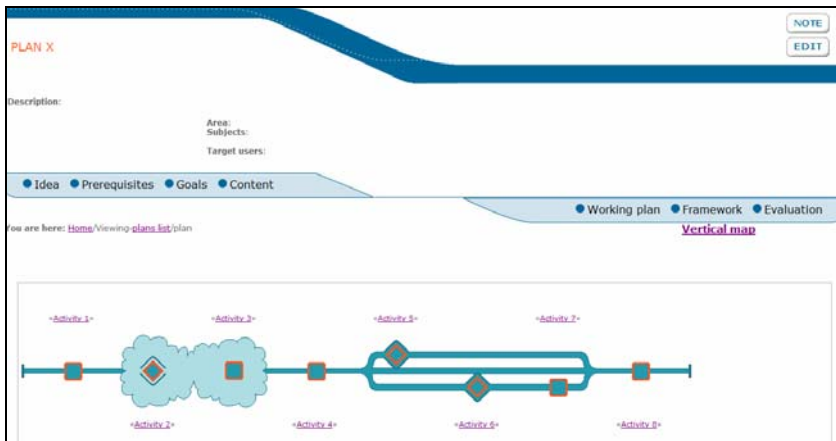 NOTE
PLAN X
EDIT
Description:
Area:
Subjects:
Target users:
Idea Prerequisites Goals Content
Working plan Framework Evaluation
You are here: Home/Viewing-plans list/plan
Vertical map
«Activity 1» «Activity 3» «Activity 5» «Activity 7»
«Activity 2» «Activity 4» «Activity 6» «Activity 8»